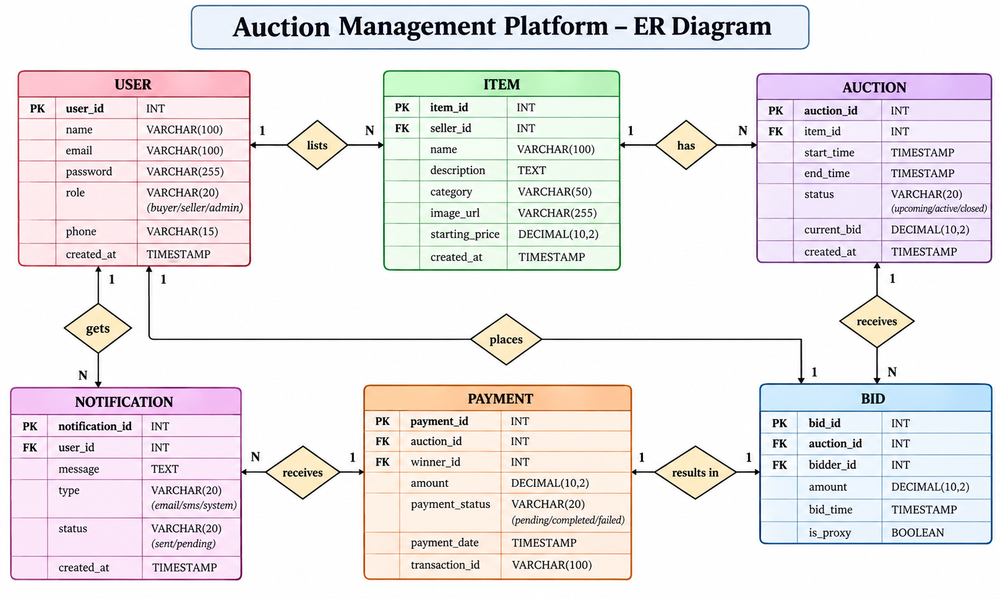 Auction Management Platform – ER Diagram
USER
PK user_id INT
name VARCHAR(100)
email VARCHAR(100)
password VARCHAR(255)
role VARCHAR(20)
(buyer/seller/admin)
phone VARCHAR(15)
created_at TIMESTAMP
1
lists
N
ITEM
PK item_id INT
FK seller_id INT
name VARCHAR(100)
description TEXT
category VARCHAR(50)
image_url VARCHAR(255)
starting_price DECIMAL(10,2)
created_at TIMESTAMP
1
has
N
AUCTION
PK auction_id INT
FK item_id INT
start_time TIMESTAMP
end_time TIMESTAMP
status VARCHAR(20)
(upcoming/active/closed)
current_bid DECIMAL(10,2)
created_at TIMESTAMP
1
gets
N
1
places
1
1
receives
N
NOTIFICATION
PK notification_id INT
FK user_id INT
message TEXT
type VARCHAR(20)
(email/sms/system)
status VARCHAR(20)
(sent/pending)
created_at TIMESTAMP
N
receives
1
PAYMENT
PK payment_id INT
FK auction_id INT
FK winner_id INT
amount DECIMAL(10,2)
payment_status VARCHAR(20)
(pending/completed/failed)
payment_date TIMESTAMP
transaction_id VARCHAR(100)
1
results in
1
BID
PK bid_id INT
FK auction_id INT
FK bidder_id INT
amount DECIMAL(10,2)
bid_time TIMESTAMP
is_proxy BOOLEAN